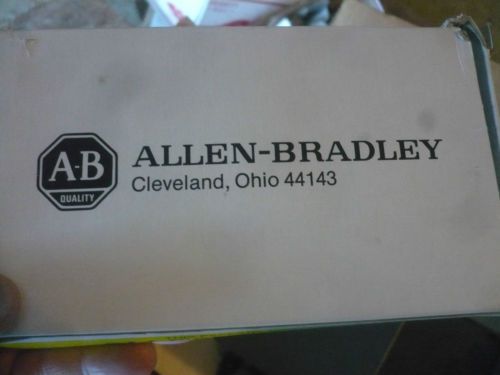 A-B
QUALITY
ALLEN-BRADLEY
Cleveland, Ohio 44143